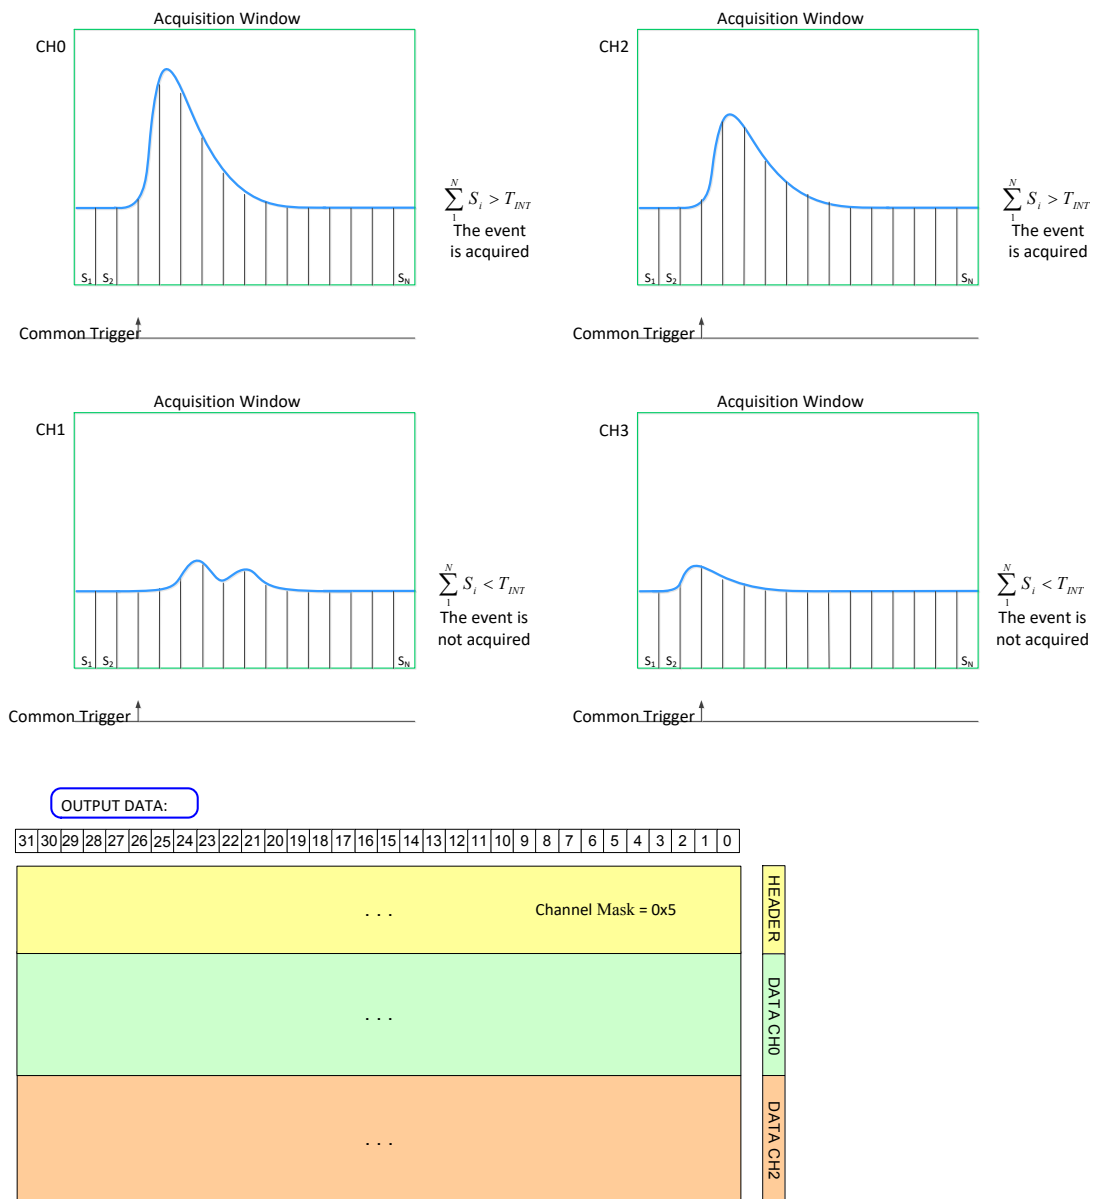 Acquisition Window
CH0
S1 S2 SN
∑ 1 N Si > TINT
The event
is acquired
Common Trigger
Acquisition Window
CH2
S1 S2 SN
∑ 1 N Si > TINT
The event
is acquired
Common Trigger
Acquisition Window
CH1
S1 S2 SN
∑ 1 N Si < TINT
The event is
not acquired
Common Trigger
Acquisition Window
CH3
S1 S2 SN
∑ 1 N Si < TINT
The event is
not acquired
Common Trigger
OUTPUT DATA:
31 30 29 28 27 26 25 24 23 22 21 20 19 18 17 16 15 14 13 12 11 10 9 8 7 6 5 4 3 2 1 0
. . . Channel Mask = 0x5
HEADER
. . .
DATA CH0
. . .
DATA CH2